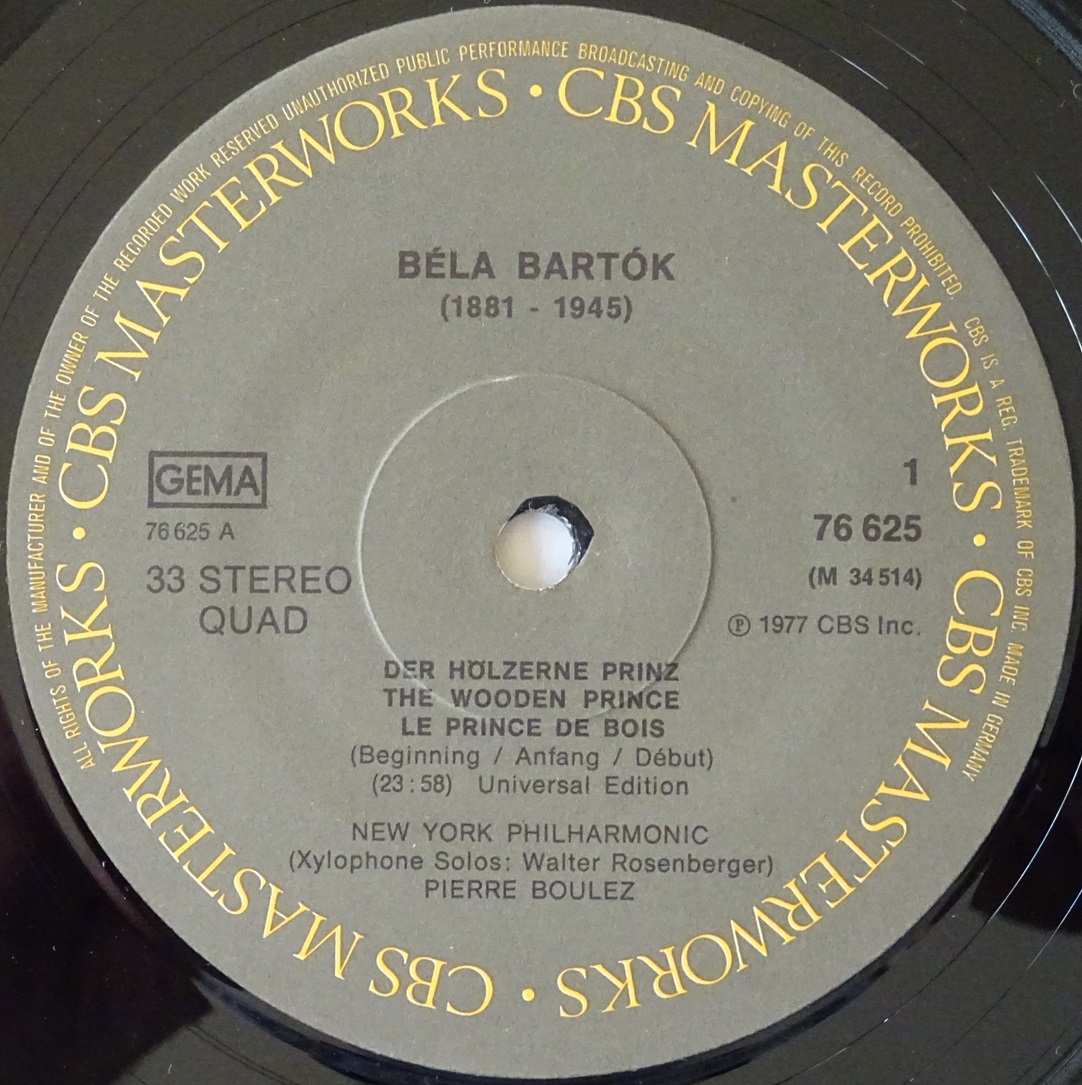 ALL RIGHTS OF THE MANUFACTURER AND OF THE OWNER OF THE RECORDED WORK RESERVED UNAUTHORIZED PUBLIC PERFORMANCE BROADCASTING AND COPYING OF THIS RECORD PROHIBITED. CBS IS A REG. TRADEMARK OF CBS INC. MADE IN GERMANY
CBS MASTERWORKS • CBS MASTERWORKS • CBS MASTERWORKS • CBS MASTERWORKS •
BÉLA BARTÓK
(1881 - 1945)
GEMA
76 625 A
33 STEREO
QUAD
1
76 625
(M 34 514)
Ⓟ 1977 CBS Inc.
DER HÖLZERNE PRINZ
THE WOODEN PRINCE
LE PRINCE DE BOIS
(Beginning / Anfang / Début)
(23:58) Universal Edition
NEW YORK PHILHARMONIC
(Xylophone Solos: Walter Rosenberger)
PIERRE BOULEZ